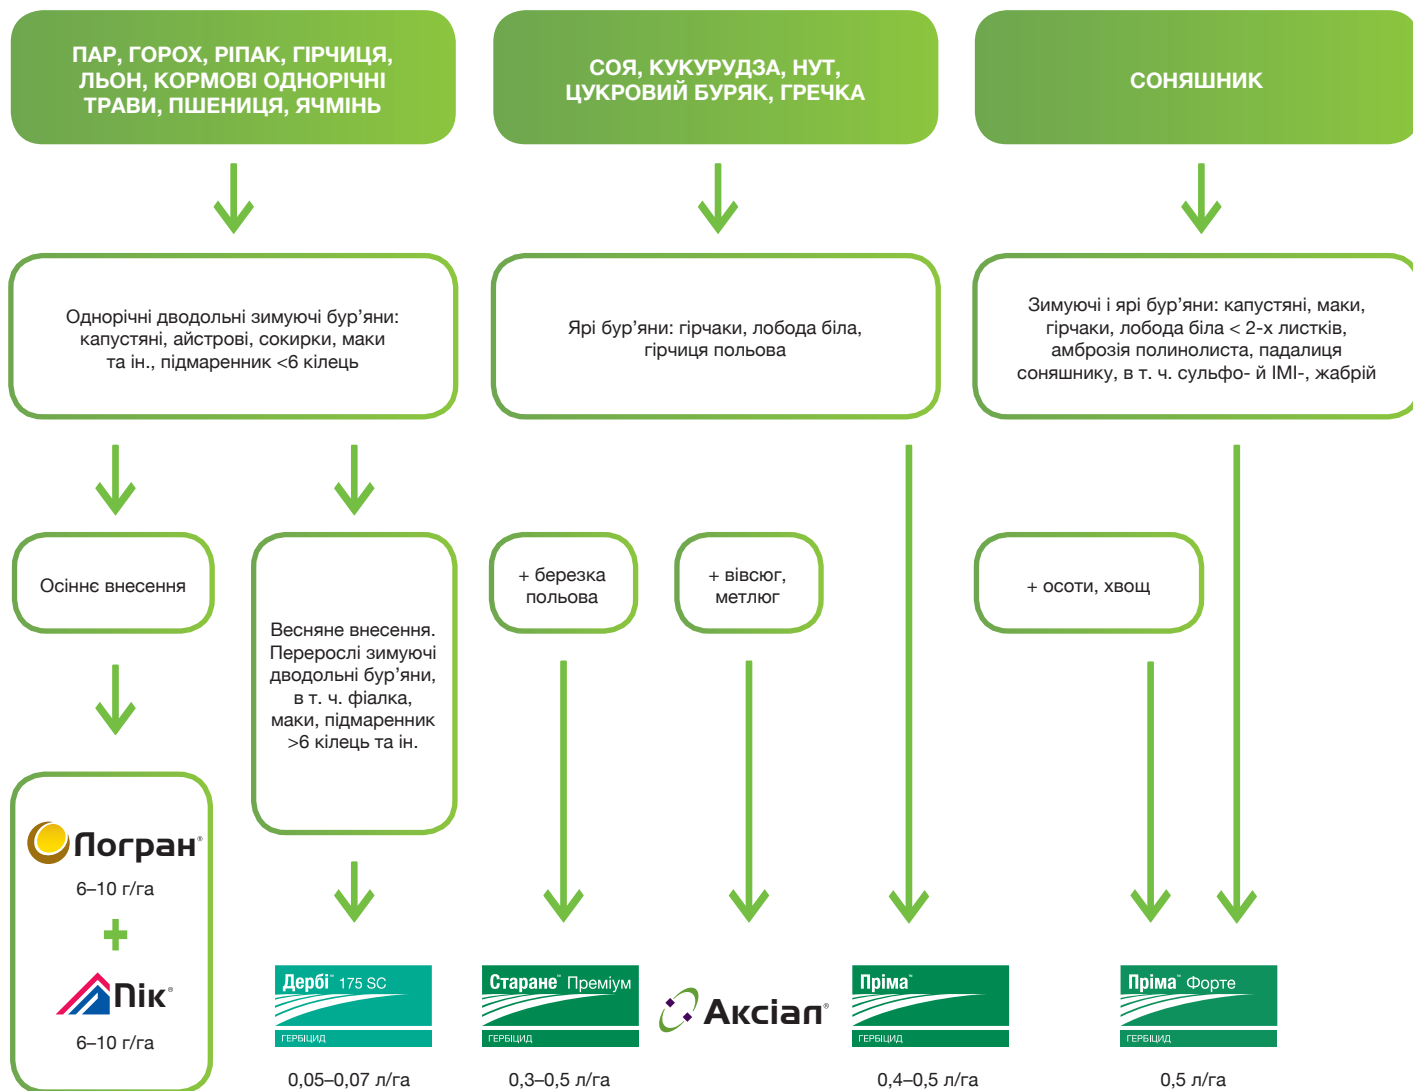 ПАР, ГОРОХ, РІПАК, ГІРЧИЦЯ,
ЛЬОН, КОРМОВІ ОДНОРІЧНІ
ТРАВИ, ПШЕНИЦЯ, ЯЧМІНЬ
СОЯ, КУКУРУДЗА, НУТ,
ЦУКРОВИЙ БУРЯК, ГРЕЧКА
СОНЯШНИК
Однорічні дводольні зимуючі бур’яни:
капустяні, айстрові, сокирки, маки
та ін., підмаренник <6 кілець
Ярі бур’яни: гірчаки, лобода біла,
гірчиця польова
Зимуючі і ярі бур’яни: капустяні, маки,
гірчаки, лобода біла < 2-х листків,
амброзія полинолиста, падалиця
соняшнику, в т. ч. сульфо- й ІМІ-, жабрій
Осіннє внесення
Весняне внесення.
Перерослі зимуючі
дводольні бур’яни,
в т. ч. фіалка,
маки, підмаренник
>6 кілець та ін.
+ березка
польова
+ вівсюг,
метлюг
+ осоти, хвощ
Логран®
6–10 г/га
+
Пік®
6–10 г/га
Дербі™ 175 SC
ГЕРБІЦИД
0,05–0,07 л/га
Старане™ Преміум
ГЕРБІЦИД
0,3–0,5 л/га
Аксіал®
Пріма™
ГЕРБІЦИД
0,4–0,5 л/га
Пріма™ Форте
ГЕРБІЦИД
0,5 л/га